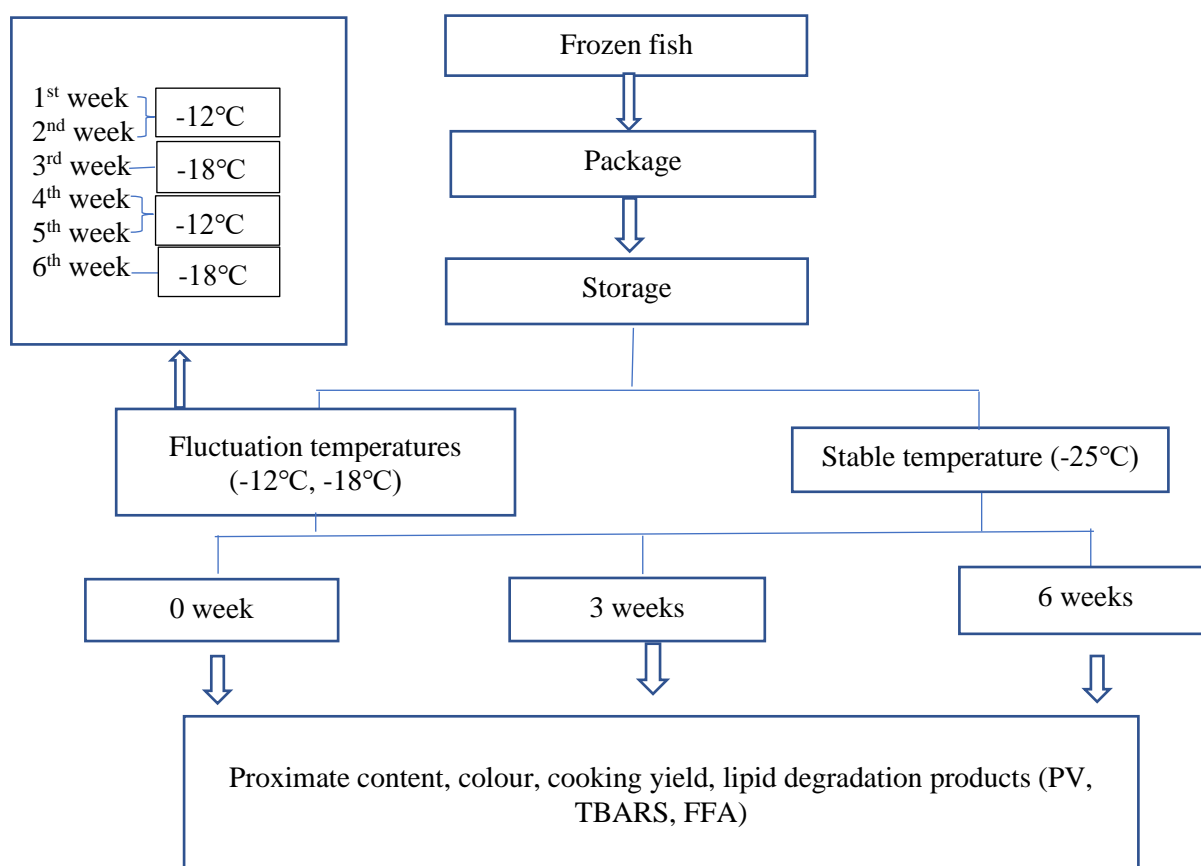 Frozen fish
1st week
2nd week
-12°C
3rd week
-18°C
4th week
5th week
-12°C
6th week
-18°C
Package
Storage
Fluctuation temperatures
(-12°C, -18°C)
Stable temperature (-25°C)
0 week
3 weeks
6 weeks
Proximate content, colour, cooking yield, lipid degradation products (PV,
TBARS, FFA)